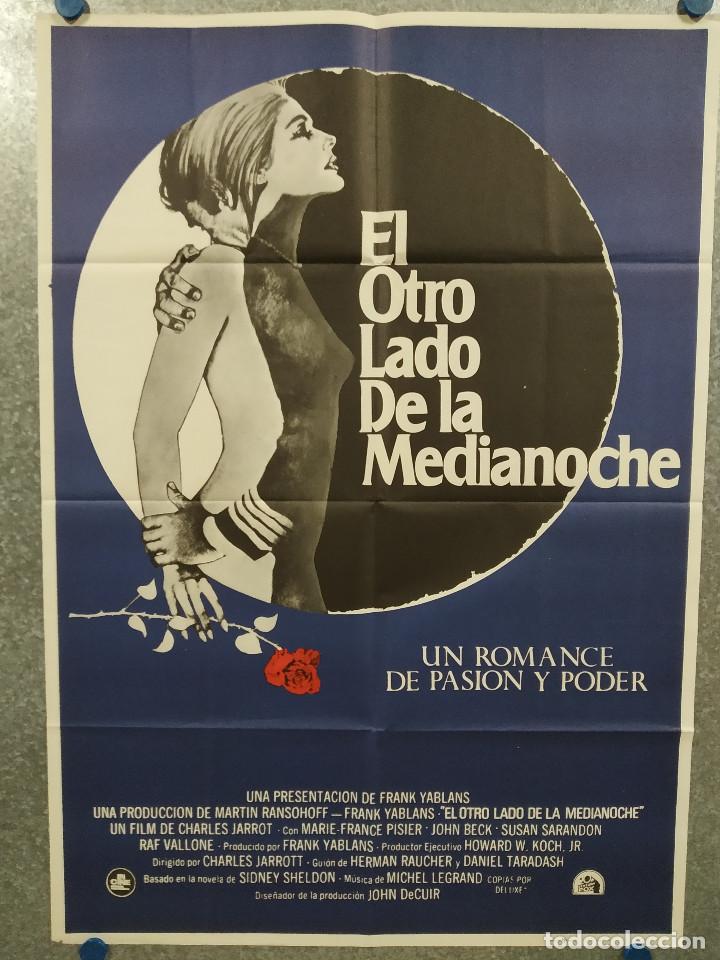 El
Otro
Lado
De la
Medianoche
UN ROMANCE
DE PASION Y PODER
UNA PRESENTACION DE FRANK YABLANS
UNA PRODUCCION DE MARTIN RANSOHOFF — FRANK YABLANS · "EL OTRO LADO DE LA MEDIANOCHE"
UN FILM DE CHARLES JARROT · Con MARIE-FRANCE PISIER · JOHN BECK · SUSAN SARANDON
RAF VALLONE · Producido por FRANK YABLANS · Productor Ejecutivo HOWARD W. KOCH, JR.
Dirigido por CHARLES JARROTT · Guión de HERMAN RAUCHER y DANIEL TARADASH
Basado en la novela de SIDNEY SHELDON · Música de MICHEL LEGRAND COPIAS POR DELUXE
Diseñador de la producción JOHN DeCUIR
todocoleccion